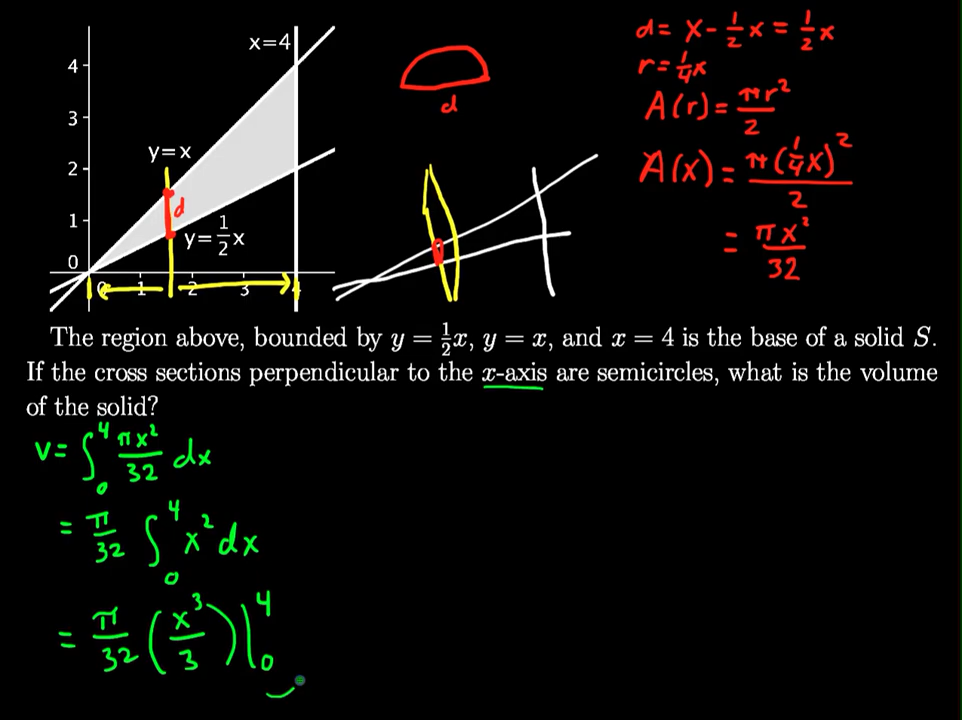 x=4
4
3
2
1
0
y=x
d
y=1/2x
0 1 2 3 4
d
d = x - 1/2x = 1/2x
r = 1/4x
A(r) = πr²/2
A(x) = π(1/4x)²/2
= πx²/32
The region above, bounded by y = 1/2x, y = x, and x = 4 is the base of a solid S.
If the cross sections perpendicular to the x-axis are semicircles, what is the volume
of the solid?
V = ∫₀⁴ πx²/32 dx
= π/32 ∫₀⁴ x² dx
= π/32 (x³/3)|₀⁴